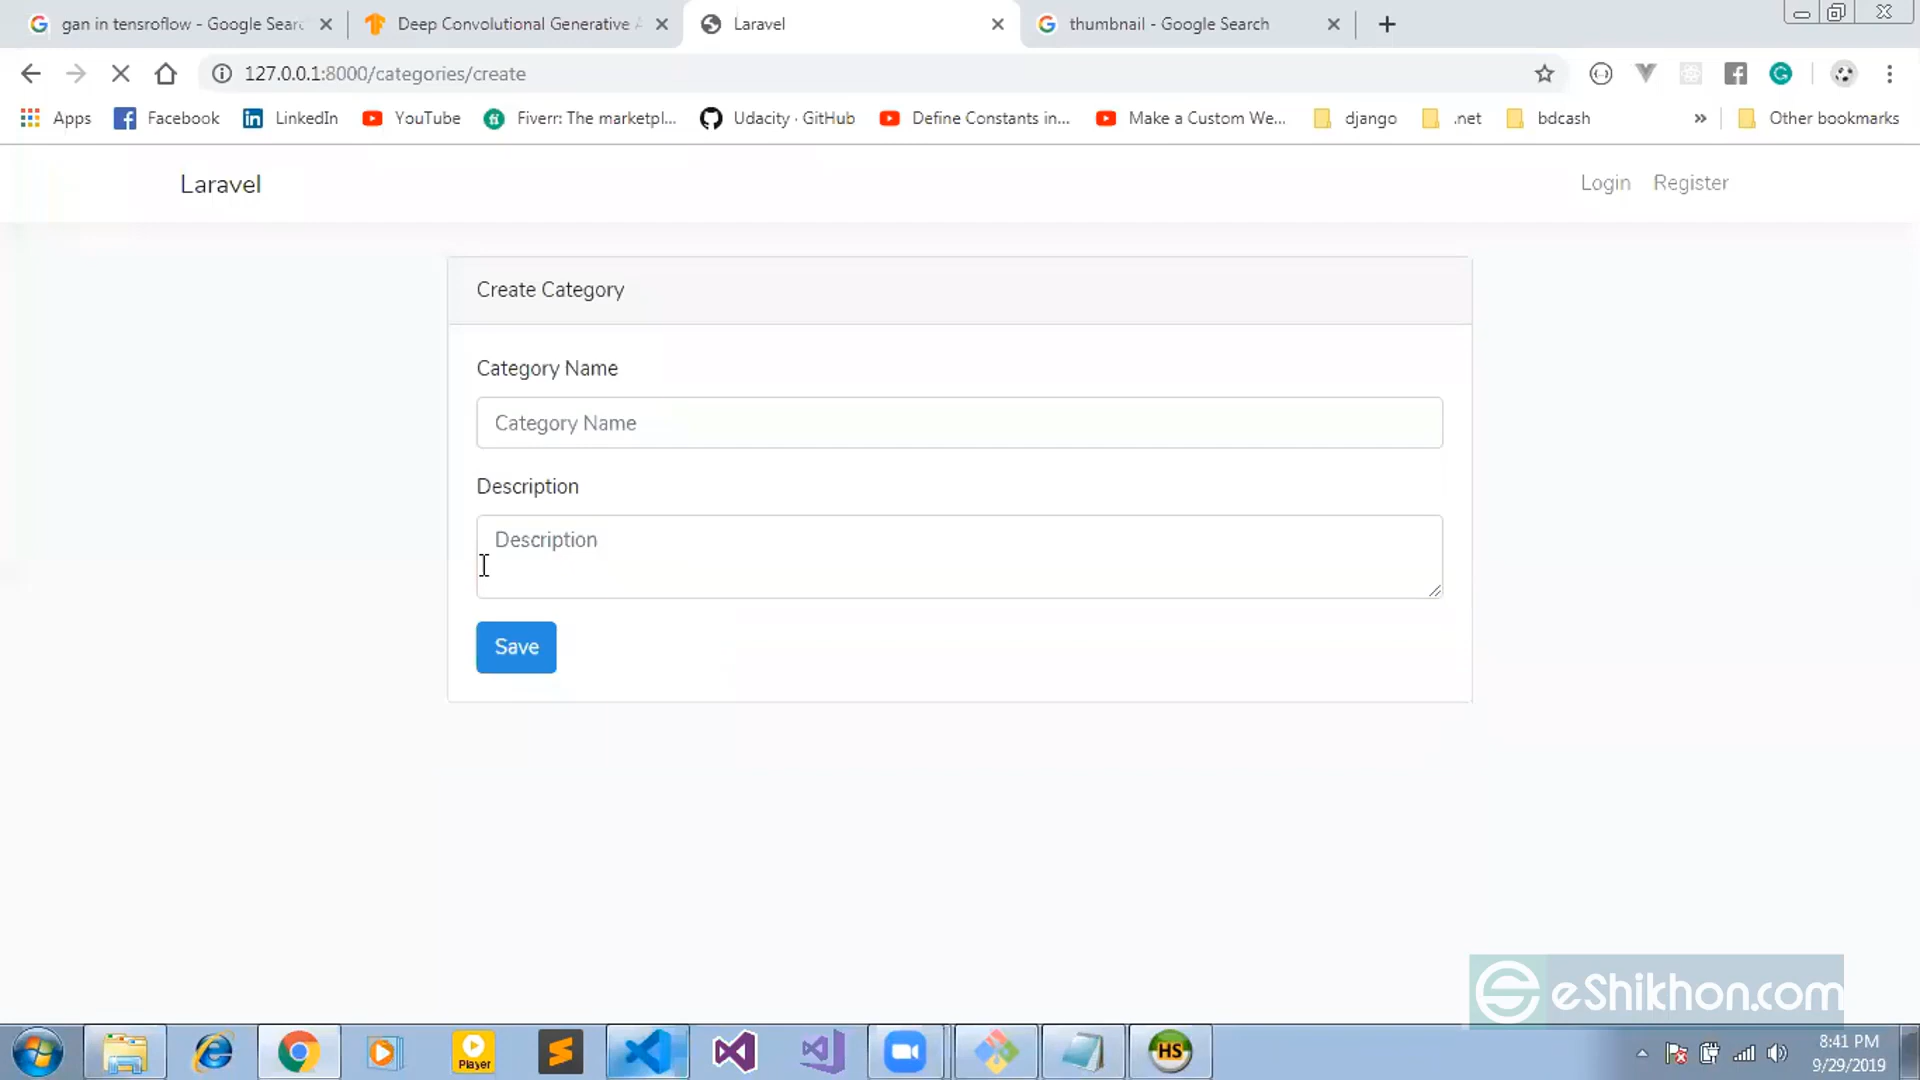 gan in tensroflow - Google Searc
Deep Convolutional Generative A
Laravel
thumbnail - Google Search
127.0.0.1:8000/categories/create
Apps
Facebook
LinkedIn
YouTube
Fiverr: The marketpl...
Udacity · GitHub
Define Constants in...
Make a Custom We...
django
.net
bdcash
»
Other bookmarks
Laravel
Login
Register
Create Category
Category Name
Category Name
Description
Description
Save
eShikhon.com
Player
HS
8:41 PM
9/29/2019